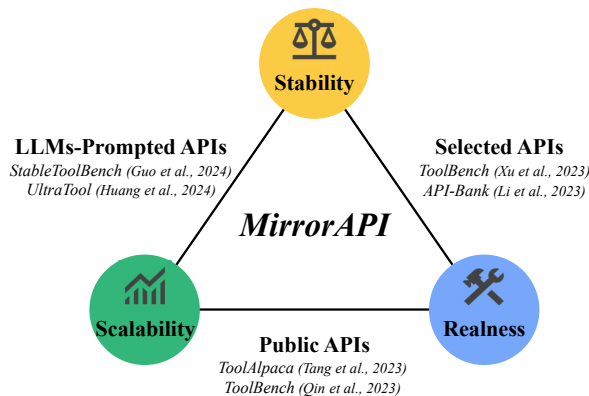 Stability
LLMs-Prompted APIs
StableToolBench (Guo et al., 2024)
UltraTool (Huang et al., 2024)
Selected APIs
ToolBench (Xu et al., 2023)
API-Bank (Li et al., 2023)
MirrorAPI
Scalability
Realness
Public APIs
ToolAlpaca (Tang et al., 2023)
ToolBench (Qin et al., 2023)